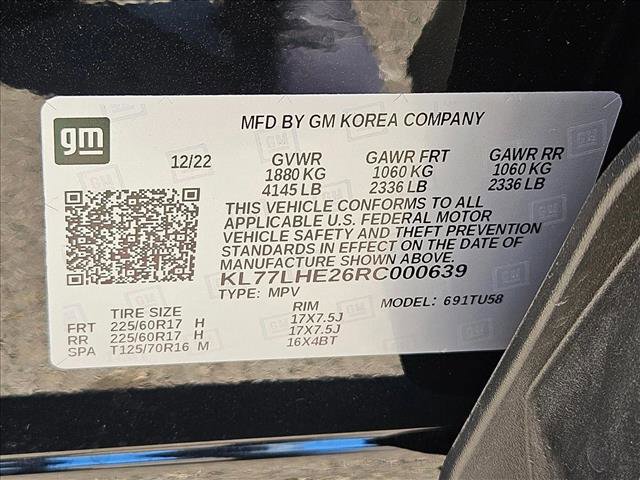 gm
MFD BY GM KOREA COMPANY
12/22 GVWR GAWR FRT GAWR RR
1880 KG 1060 KG 1060 KG
4145 LB 2336 LB 2336 LB
THIS VEHICLE CONFORMS TO ALL
APPLICABLE U.S. FEDERAL MOTOR
VEHICLE SAFETY AND THEFT PREVENTION
STANDARDS IN EFFECT ON THE DATE OF
MANUFACTURE SHOWN ABOVE.
KL77LHE26RC000639
TYPE: MPV MODEL: 691TU58
TIRE SIZE RIM
FRT 225/60R17 H 17X7.5J
RR 225/60R17 H 17X7.5J
SPA T125/70R16 M 16X4BT